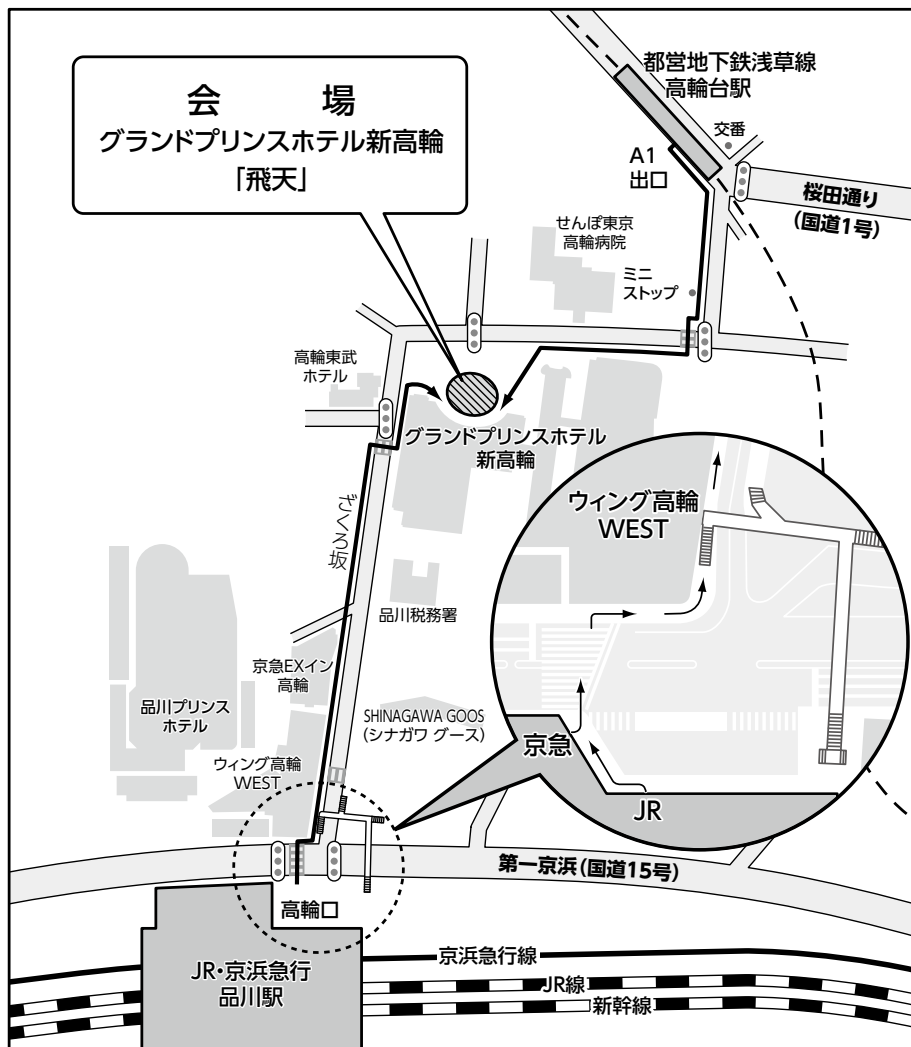 会　場
グランドプリンスホテル新高輪
「飛天」
都営地下鉄浅草線
高輪台駅
交番
A1
出口
桜田通り
(国道1号)
せんぽ東京
高輪病院
ミニ
ストップ
高輪東武
ホテル
グランドプリンスホテル
新高輪
ざくろ坂
ウィング高輪
WEST
品川税務署
京急EXイン
高輪
品川プリンス
ホテル
SHINAGAWA GOOS
(シナガワ グース)
京急
ウィング高輪
WEST
JR
第一京浜(国道15号)
高輪口
京浜急行線
JR・京浜急行
品川駅
JR線
新幹線